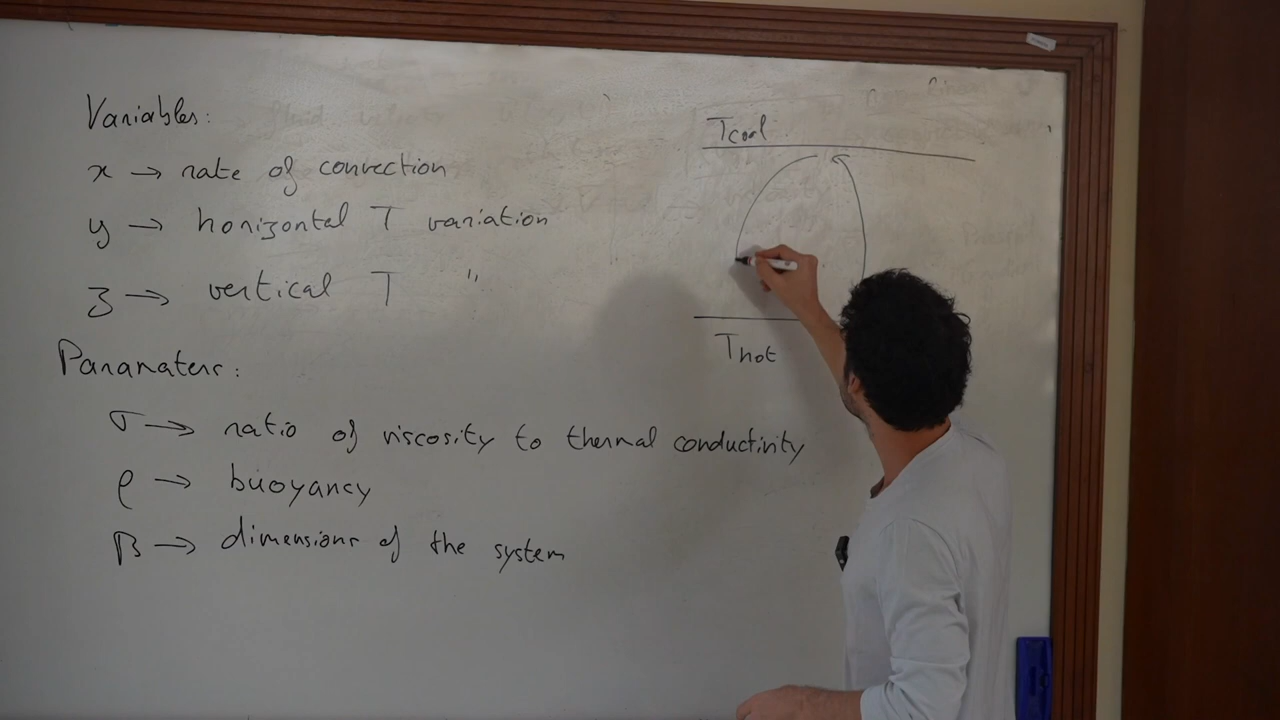 Variables:
x → rate of convection
y → horizontal T variation
z → vertical T "
Paramaters:
σ → ratio of viscosity to thermal conductivity
ρ → buoyancy
β → dimensions of the system
Tcool
Thot